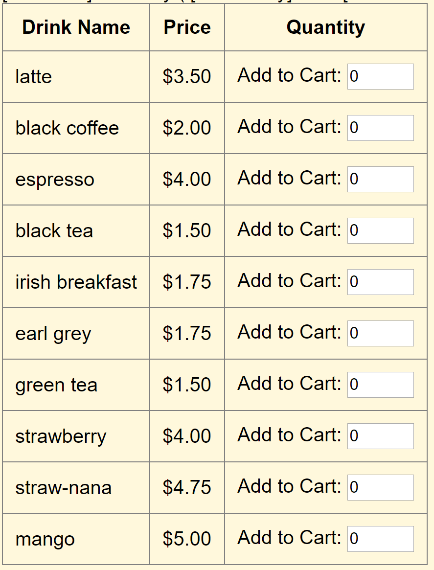 Drink Name Price Quantity
latte $3.50 Add to Cart: 0
black coffee $2.00 Add to Cart: 0
espresso $4.00 Add to Cart: 0
black tea $1.50 Add to Cart: 0
irish breakfast $1.75 Add to Cart: 0
earl grey $1.75 Add to Cart: 0
green tea $1.50 Add to Cart: 0
strawberry $4.00 Add to Cart: 0
straw-nana $4.75 Add to Cart: 0
mango $5.00 Add to Cart: 0